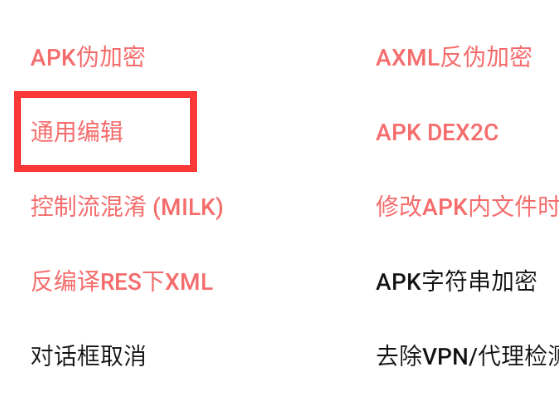 APK伪加密
AXML反伪加密
通用编辑
APK DEX2C
控制流混淆 (MILK)
修改APK内文件时
反编译RES下XML
APK字符串加密
对话框取消
去除VPN/代理检测